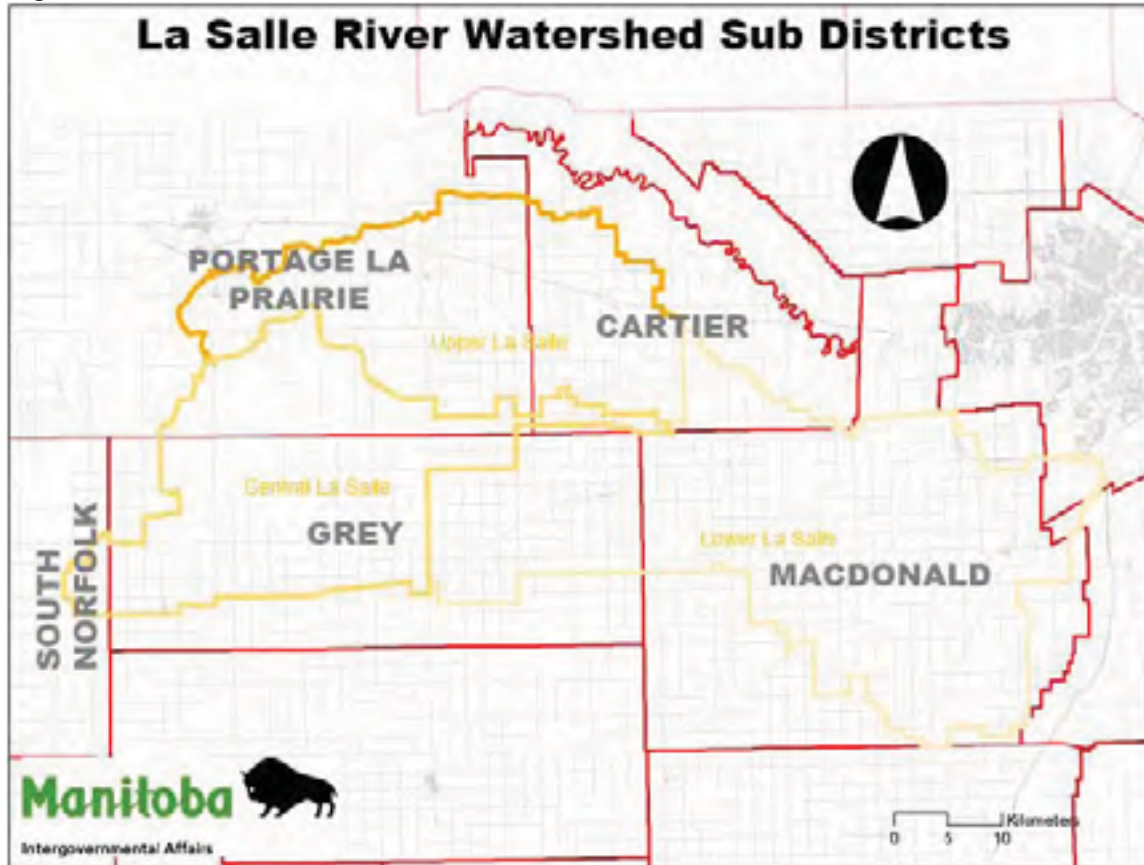 La Salle River Watershed Sub Districts
PORTAGE LA
PRAIRIE
CARTIER
Upper La Salle
Central La Salle
GREY
Lower La Salle
MACDONALD
SOUTH
NORFOLK
Manitoba
Intergovernmental Affairs
Kilometers
0 5 10